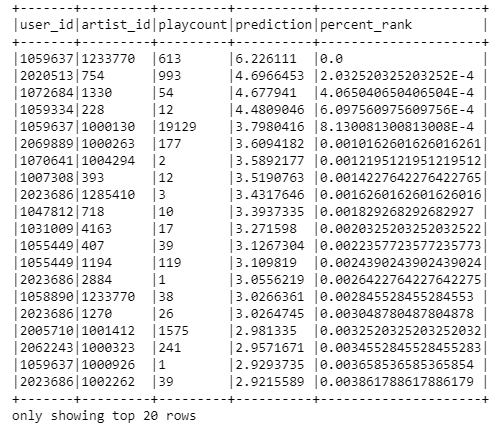 +-------+---------+---------+----------+--------------------+
|user_id|artist_id|playcount|prediction|percent_rank |
+-------+---------+---------+----------+--------------------+
|1059637|1233770 |613 |6.226111 |0.0 |
|2020513|754 |993 |4.6966453 |2.032520325203252E-4 |
|1072684|1330 |54 |4.677941 |4.065040650406504E-4 |
|1059334|228 |12 |4.4809046 |6.097560975609756E-4 |
|1059637|1000130 |19129 |3.7980416 |8.130081300813008E-4 |
|2069889|1000263 |177 |3.6094182 |0.0010162601626016261|
|1070641|1004294 |2 |3.5892177 |0.0012195121951219512|
|1007308|393 |12 |3.5190763 |0.0014227642276422765|
|2023686|1285410 |3 |3.4317646 |0.0016260162601626016|
|1047812|718 |10 |3.3937335 |0.001829268292682927 |
|1031009|4163 |17 |3.271598 |0.0020325203252032522|
|1055449|407 |39 |3.1267304 |0.0022357723577235773|
|1055449|1194 |119 |3.109819 |0.0024390243902439024|
|2023686|2884 |1 |3.0556219 |0.0026422764227642275|
|1058890|1233770 |38 |3.0266361 |0.002845528455284553 |
|2023686|1270 |26 |3.0264745 |0.003048780487804878 |
|2005710|1001412 |1575 |2.981335 |0.0032520325203252032|
|2062243|1000323 |241 |2.9571671 |0.0034552845528455283|
|1059637|1000926 |1 |2.9293735 |0.003658536585365854 |
|2023686|1002262 |39 |2.9215589 |0.003861788617886179 |
+-------+---------+---------+----------+--------------------+
only showing top 20 rows